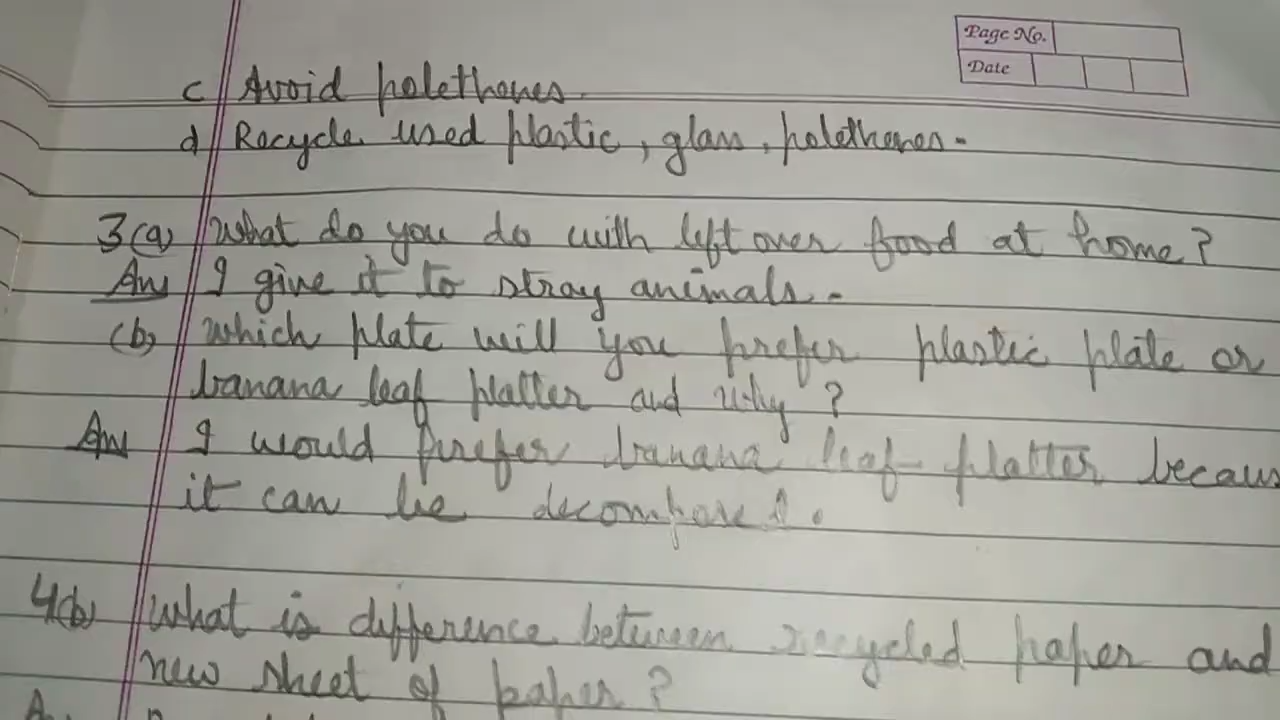 Page No.
Date
c Avoid polethenes.
d Recycle used plastic, glass, polethenes.
3(a) What do you do with left over food at home?
Ans I give it to stray animals.
(b) which plate will you prefer plastic plate or
banana leaf platter and why?
Ans I would prefer banana leaf platter becaus
it can be decomposed.
4(b) What is difference between recycled paper and
new sheet of paper?